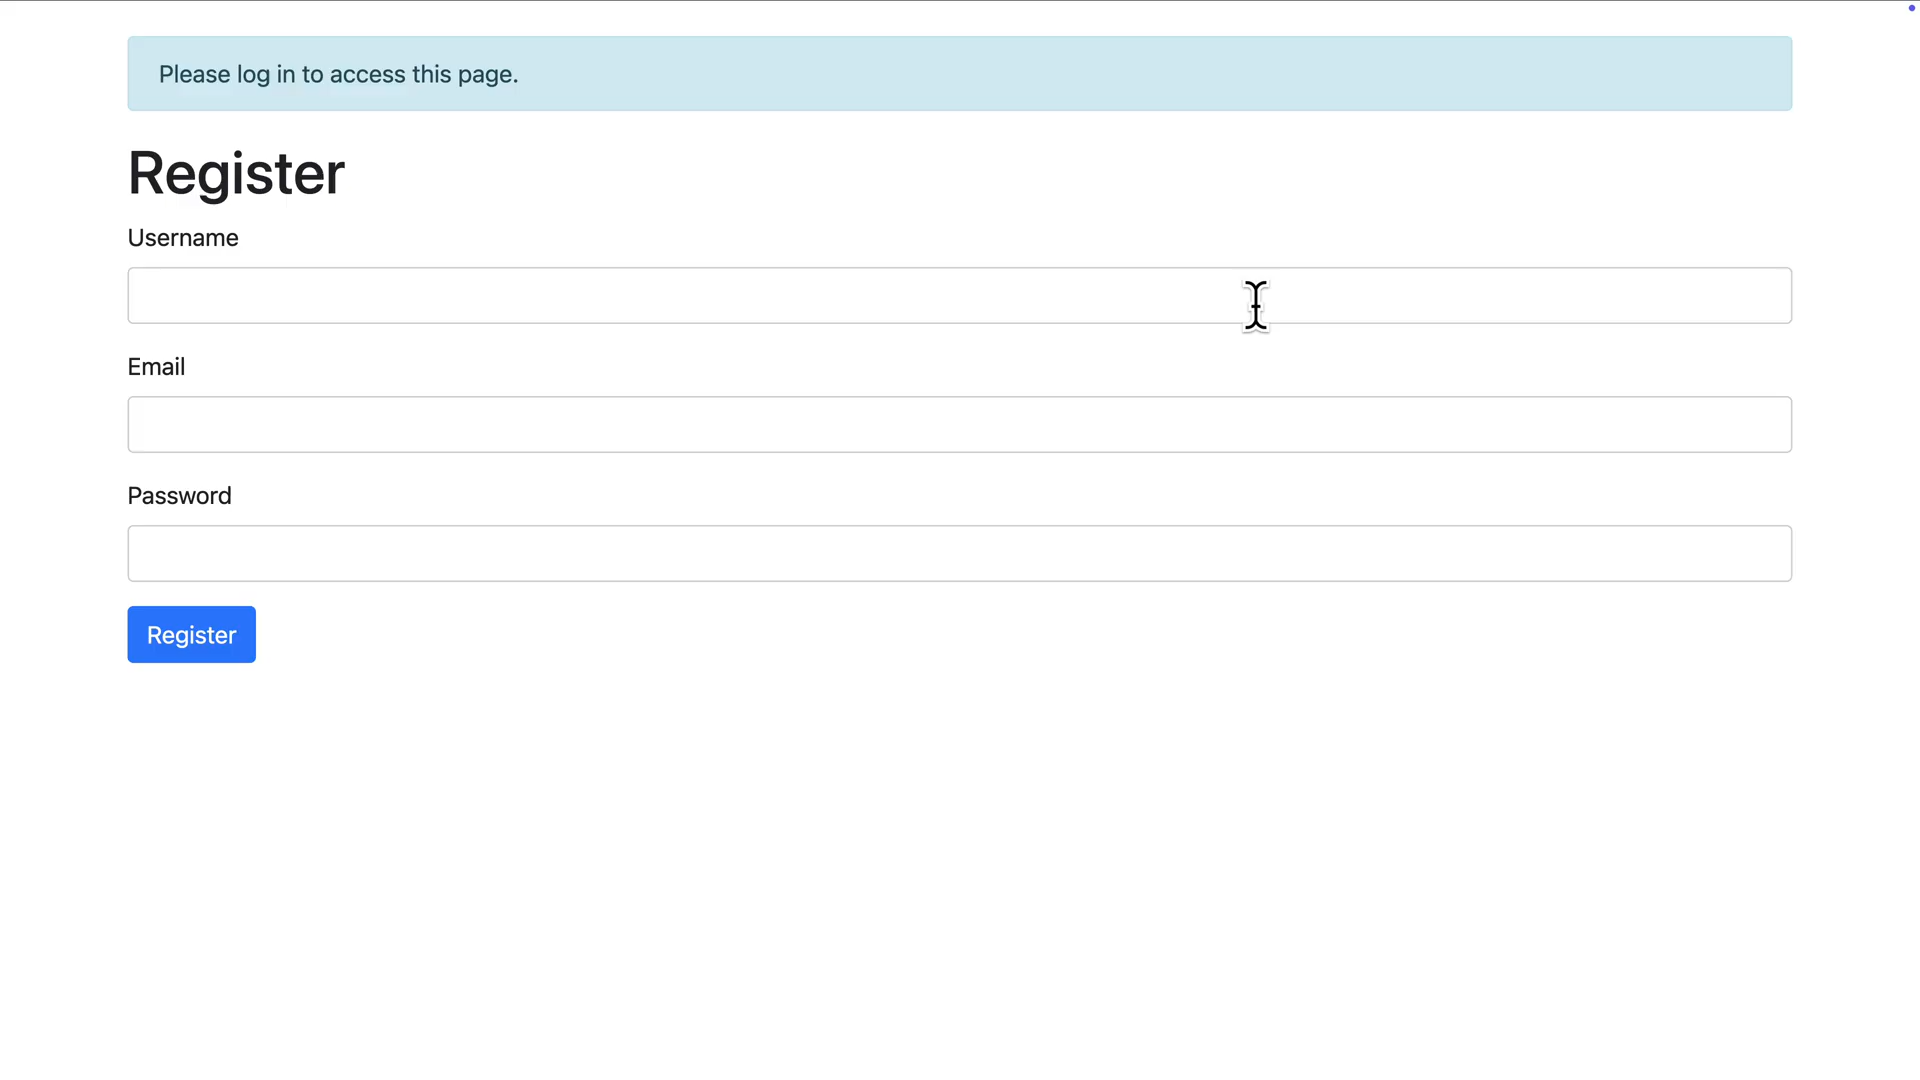 Please log in to access this page.
Register
Username
Email
Password
Register